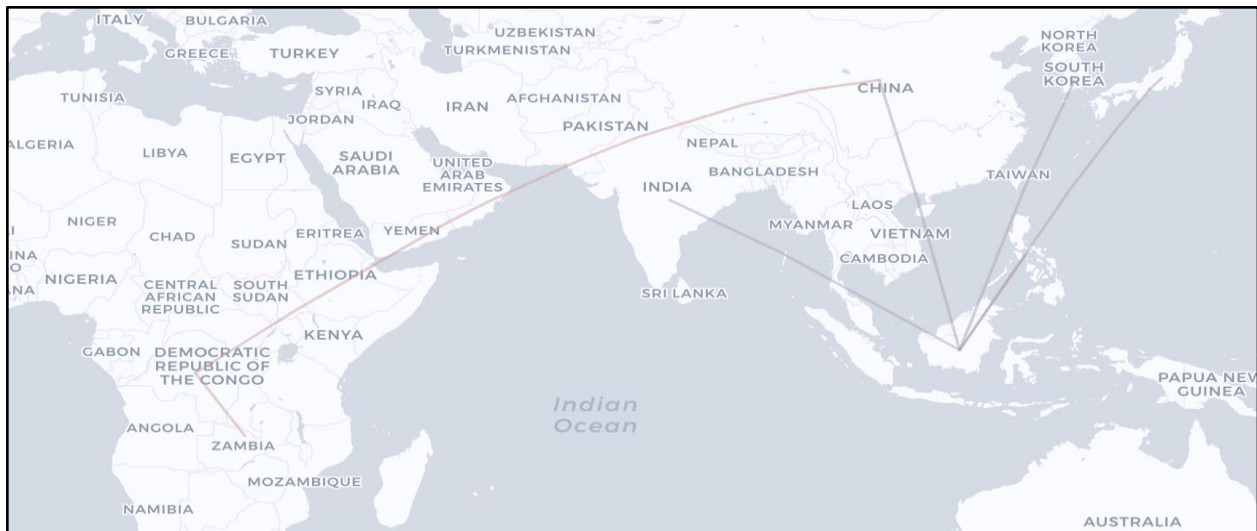 ITALY
BULGARIA
UZBEKISTAN
NORTH
KOREA
GREECE
TURKEY
TURKMENISTAN
SOUTH
KOREA
TUNISIA
SYRIA
IRAQ
IRAN
AFGHANISTAN
CHINA
JORDAN
PAKISTAN
ALGERIA
LIBYA
EGYPT
SAUDI
ARABIA
UNITED
ARAB
EMIRATES
NEPAL
BANGLADESH
TAIWAN
INDIA
NIGER
CHAD
SUDAN
ERITREA
YEMEN
MYANMAR
LAOS
VIETNAM
CAMBODIA
NIGERIA
CENTRAL
AFRICAN
REPUBLIC
SOUTH
SUDAN
ETHIOPIA
SRI LANKA
KENYA
GABON
DEMOCRATIC
REPUBLIC OF
THE CONGO
PAPUA NEW
GUINEA
Indian
Ocean
ANGOLA
ZAMBIA
MOZAMBIQUE
NAMIBIA
AUSTRALIA